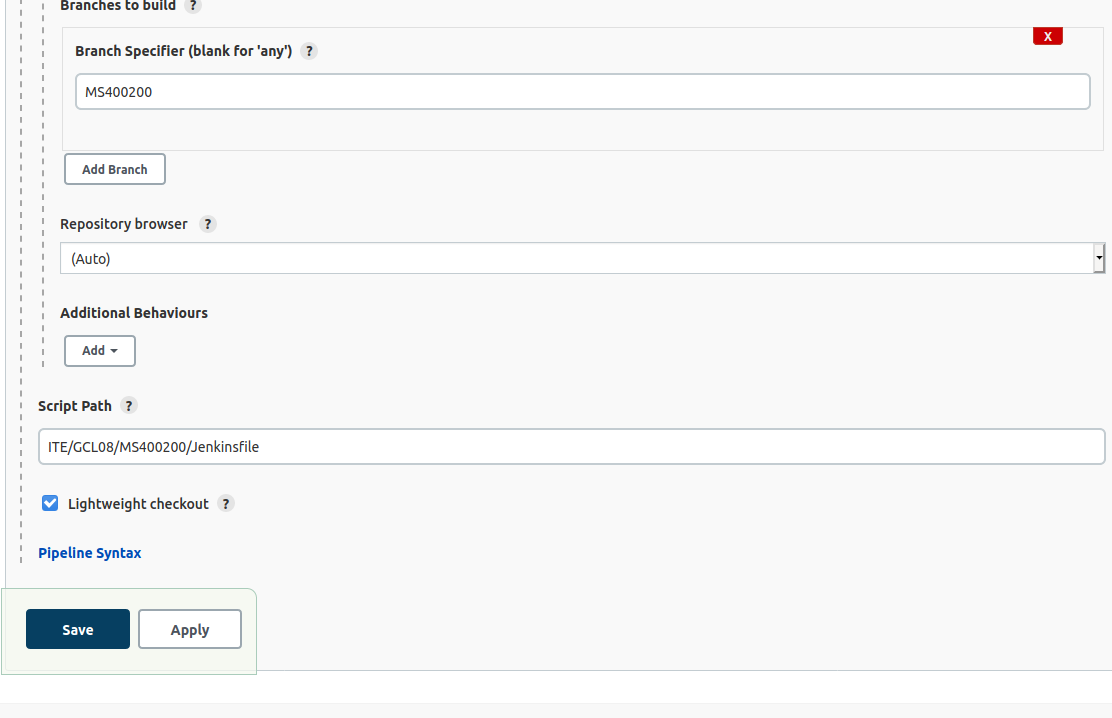 Branches to build ?
Branch Specifier (blank for 'any') ?
X
MS400200
Add Branch
Repository browser ?
(Auto)
Additional Behaviours
Add
Script Path ?
ITE/GCL08/MS400200/Jenkinsfile
Lightweight checkout ?
Pipeline Syntax
Save Apply